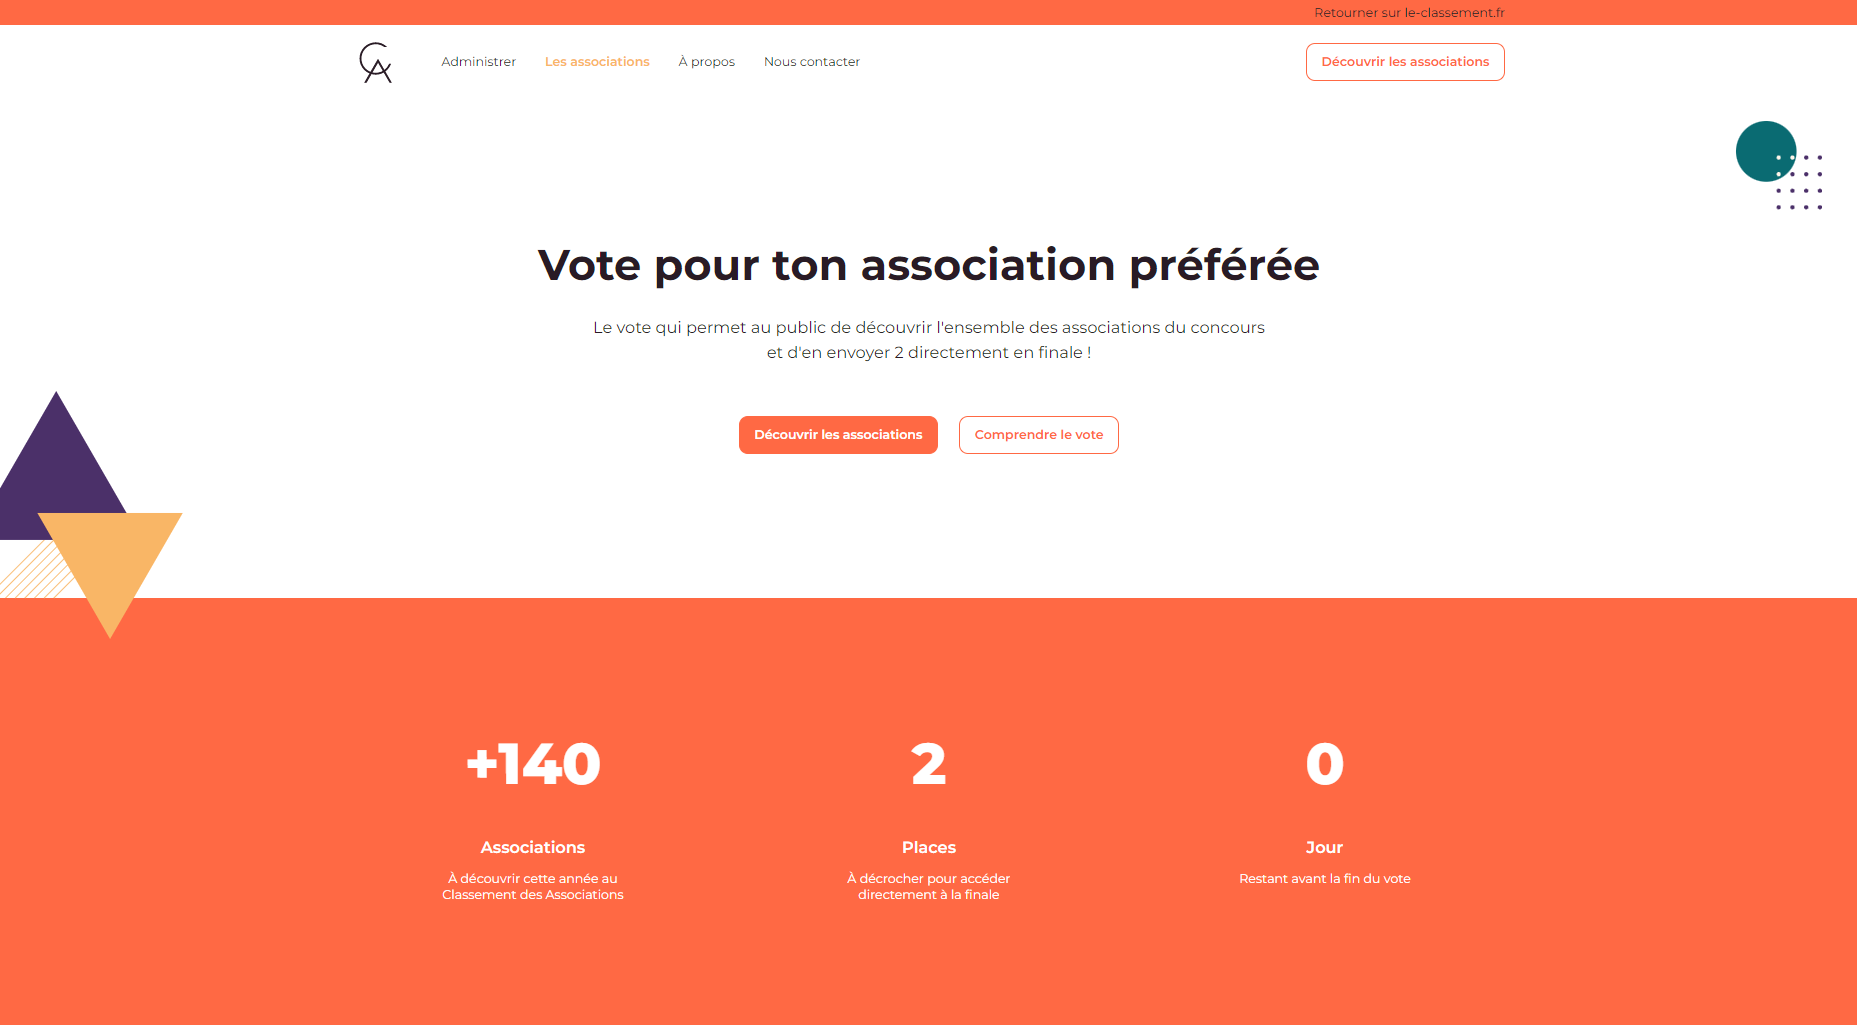 Retourner sur le-classement.fr
CA
Administrer
Les associations
À propos
Nous contacter
Découvrir les associations
Vote pour ton association préférée
Le vote qui permet au public de découvrir l'ensemble des associations du concours
et d'en envoyer 2 directement en finale !
Découvrir les associations
Comprendre le vote
+140
Associations
À découvrir cette année au
Classement des Associations
2
Places
À décrocher pour accéder
directement à la finale
0
Jour
Restant avant la fin du vote